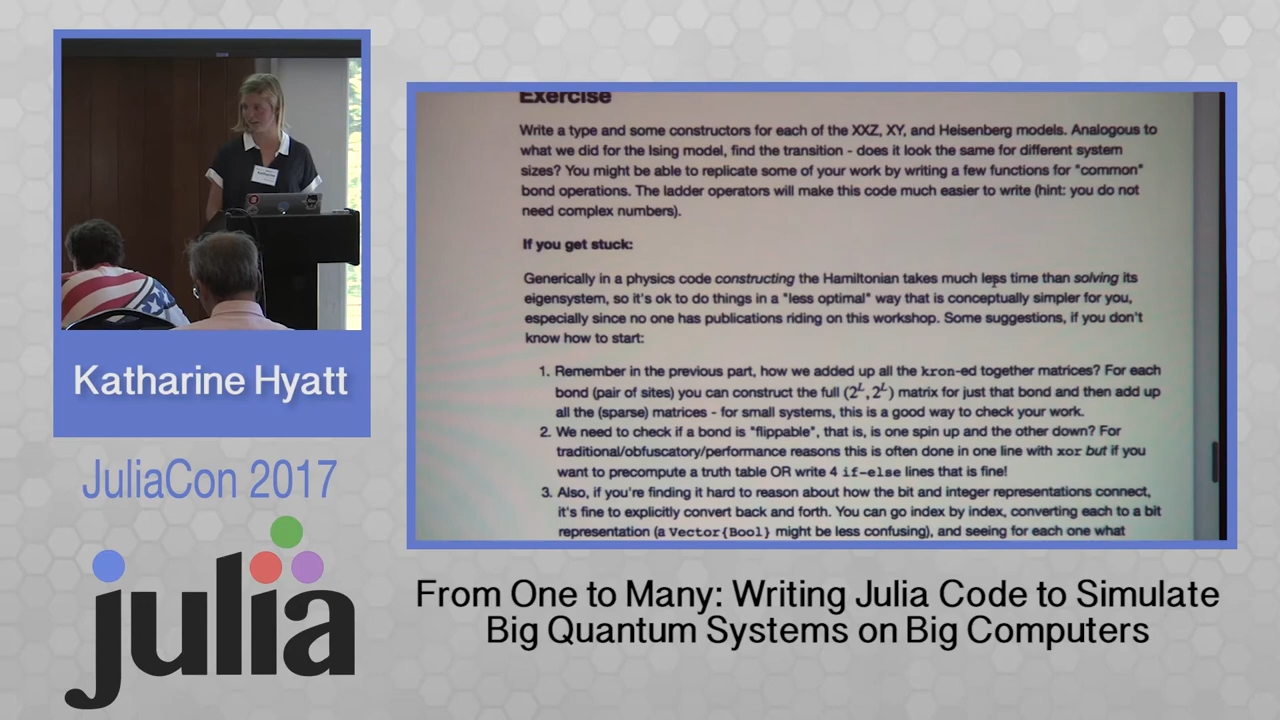 Exercise
Write a type and some constructors for each of the XXZ, XY, and Heisenberg models. Analogous to
what we did for the Ising model, find the transition - does it look the same for different system
sizes? You might be able to replicate some of your work by writing a few functions for "common"
bond operations. The ladder operators will make this code much easier to write (hint: you do not
need complex numbers).
If you get stuck:
Generically in a physics code constructing the Hamiltonian takes much less time than solving its
eigensystem, so it's ok to do things in a "less optimal" way that is conceptually simpler for you,
especially since no one has publications riding on this workshop. Some suggestions, if you don't
know how to start:
1. Remember in the previous part, how we added up all the kron-ed together matrices? For each
bond (pair of sites) you can construct the full (2^L, 2^L) matrix for just that bond and then add up
all the (sparse) matrices - for small systems, this is a good way to check your work.
2. We need to check if a bond is "flippable", that is, is one spin up and the other down? For
traditional/obfuscatory/performance reasons this is often done in one line with xor but if you
want to precompute a truth table OR write 4 if-else lines that is fine!
3. Also, if you're finding it hard to reason about how the bit and integer representations connect,
it's fine to explicitly convert back and forth. You can go index by index, converting each to a bit
representation (a Vector{Bool} might be less confusing), and seeing for each one what
Katharine Hyatt
JuliaCon 2017
julia
From One to Many: Writing Julia Code to Simulate
Big Quantum Systems on Big Computers